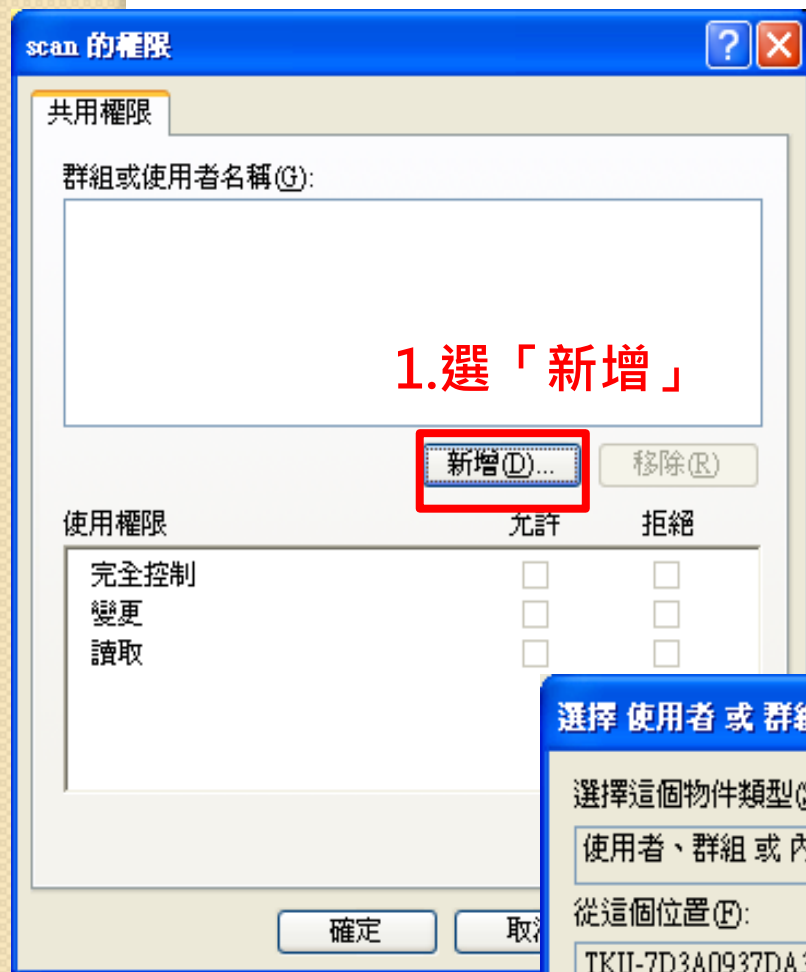 scan 的權限
共用權限
群組或使用者名稱(G):
1.選「新增」
新增(D)... 移除(R)
使用權限 允許 拒絕
完全控制
變更
讀取
選擇 使用者 或 群組
選擇這個物件類型
使用者、群組 或 內
從這個位置(F):
確定 取
TKU-7D3A0937DA